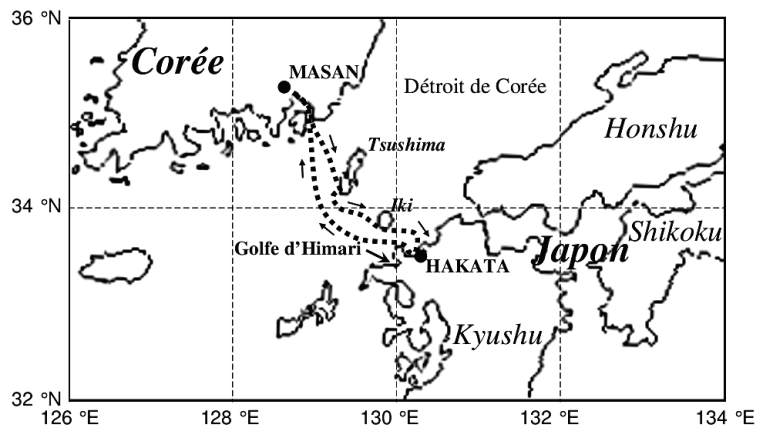 36 °N
Corée
MASAN
Détroit de Corée
Honshu
Tsushima
34 °N
Iki
Shikoku
Golfe d’Himari
Japon
HAKATA
Kyushu
32 °N
126 °E
128 °E
130 °E
132 °E
134 °E